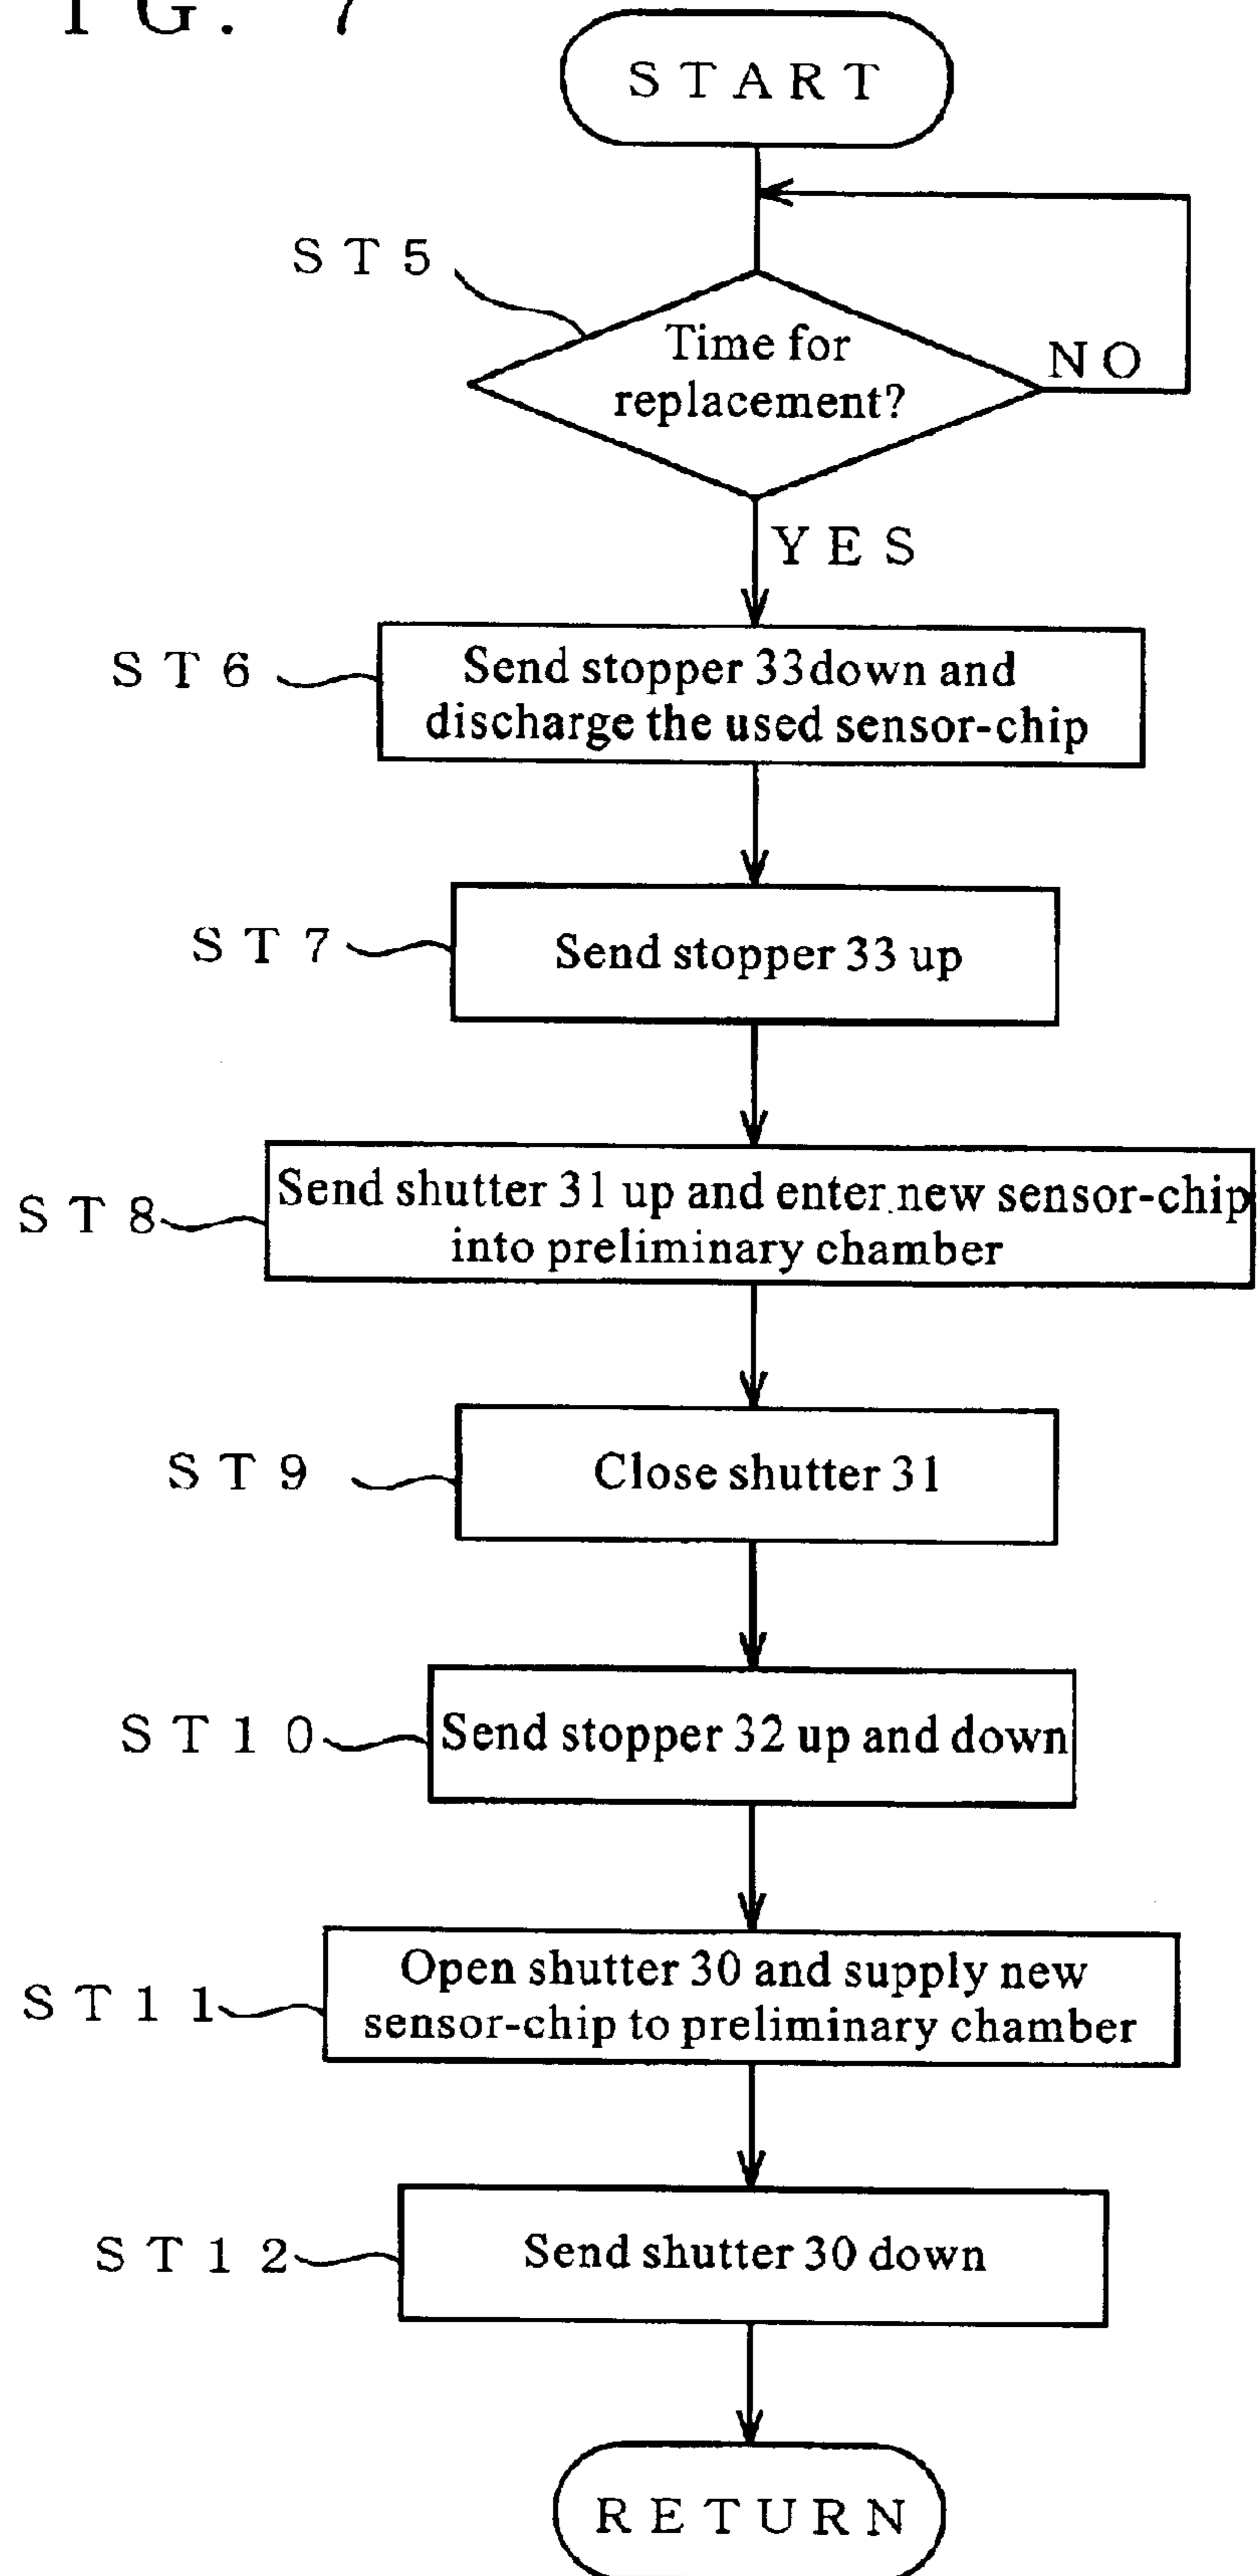 FIG. 7
START
ST5
Time for
replacement?
NO
YES
ST6
Send stopper 33down and
discharge the used sensor-chip
ST7
Send stopper 33 up
ST8
Send shutter 31 up and enter new sensor-chip
into preliminary chamber
ST9
Close shutter 31
ST10
Send stopper 32 up and down
ST11
Open shutter 30 and supply new
sensor-chip to preliminary chamber
ST12
Send shutter 30 down
RETURN